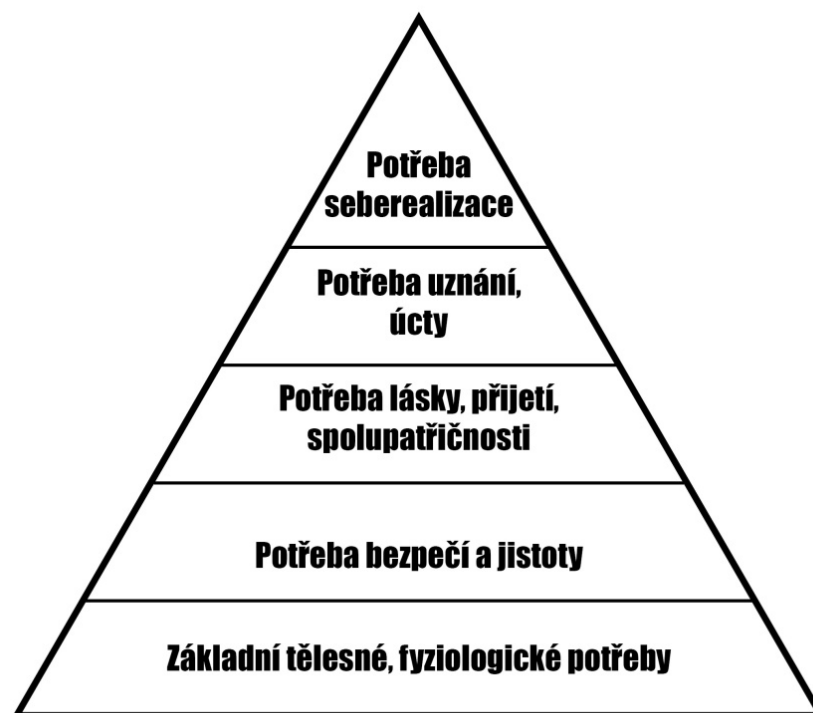 Potřeba
seberealizace
Potřeba uznání,
úcty
Potřeba lásky, přijetí,
spolupatřičnosti
Potřeba bezpečí a jistoty
Základní tělesné, fyziologické potřeby